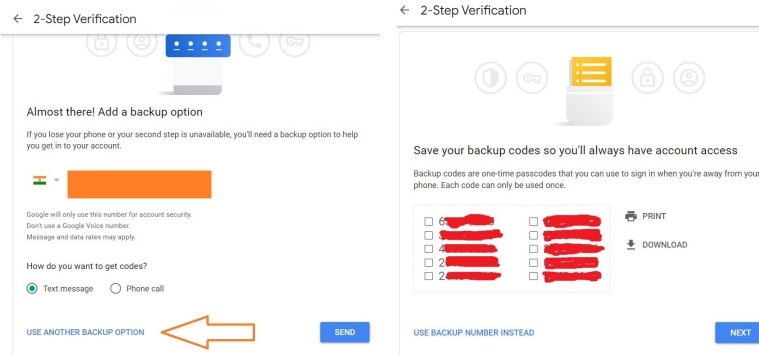 2-Step Verification
Almost there! Add a backup option
If you lose your phone or your second step is unavailable, you'll need a backup option to help
you get in to your account.
Google will only use this number for account security.
Don't use a Google Voice number.
Message and data rates may apply.
How do you want to get codes?
Text message Phone call
USE ANOTHER BACKUP OPTION SEND
2-Step Verification
Save your backup codes so you'll always have account access
Backup codes are one-time passcodes that you can use to sign in when you're away from your
phone. Each code can only be used once.
PRINT
DOWNLOAD
USE BACKUP NUMBER INSTEAD NEXT